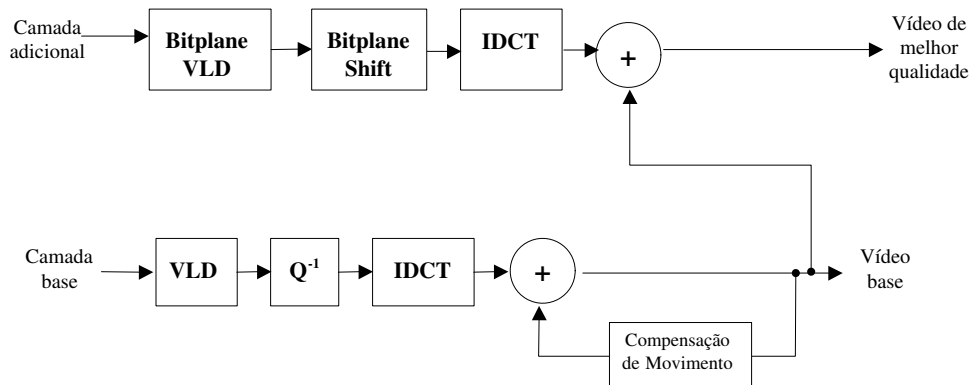 Camada
adicional
Bitplane
VLD
Bitplane
Shift
IDCT
+
Vídeo de
melhor
qualidade
Camada
base
VLD
Q-1
IDCT
+
Vídeo
base
Compensação
de Movimento